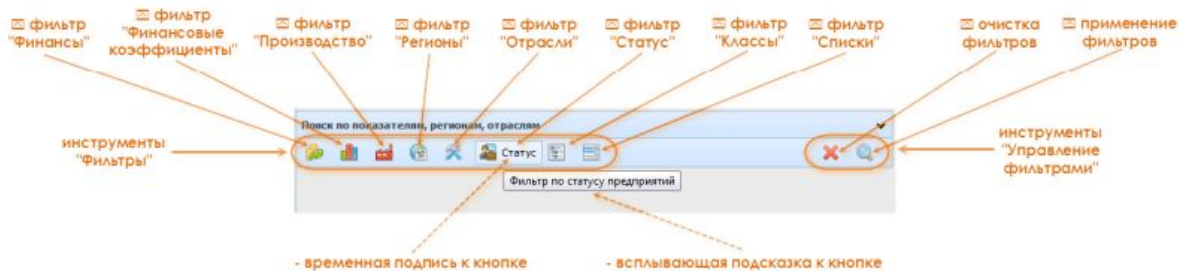 фильтр
"Финансы"
фильтр
"Финансовые
коэффициенты"
фильтр
"Производство"
фильтр
"Регионы"
фильтр
"Отрасли"
фильтр
"Статус"
фильтр
"Классы"
фильтр
"Списки"
очистка
фильтров
применение
фильтров
инструменты
"Фильтры"
Поиск по показателям, регионам, отраслям
Статус
Фильтр по статусу предприятий
инструменты
"Управление
фильтрами"
- временная подпись к кнопке
- всплывающая подсказка к кнопке